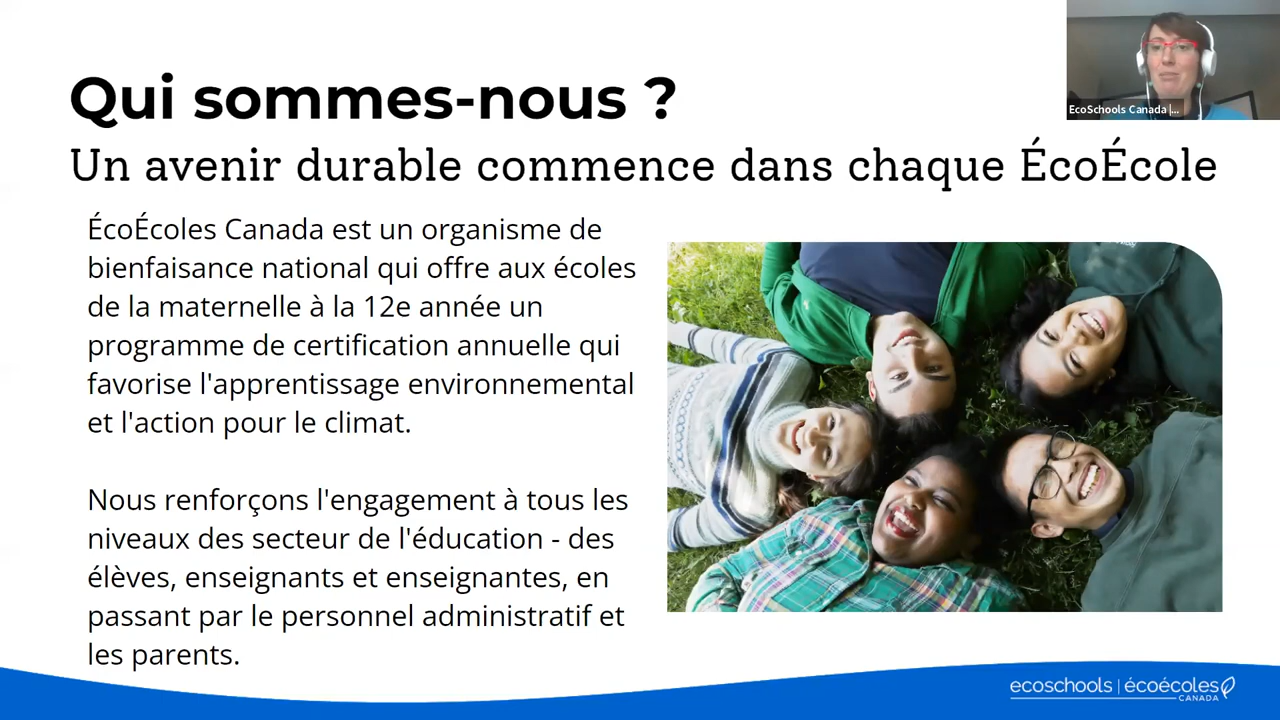 Qui sommes-nous ?
Un avenir durable commence dans chaque ÉcoÉcole
ÉcoÉcoles Canada est un organisme de
bienfaisance national qui offre aux écoles
de la maternelle à la 12e année un
programme de certification annuelle qui
favorise l'apprentissage environnemental
et l'action pour le climat.
Nous renforçons l'engagement à tous les
niveaux des secteur de l'éducation - des
élèves, enseignants et enseignantes, en
passant par le personnel administratif et
les parents.
EcoSchools Canada |...
ecoschools | écoécoles
CANADA